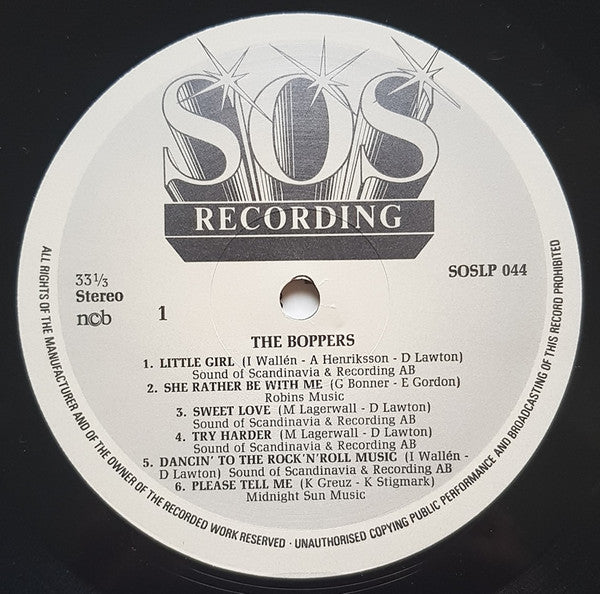 SOS
RECORDING
33⅓
Stereo
ncb
1
SOSLP 044
THE BOPPERS
1. LITTLE GIRL (I Wallén - A Henriksson - D Lawton)
Sound of Scandinavia & Recording AB
2. SHE RATHER BE WITH ME (G Bonner - E Gordon)
Robins Music
3. SWEET LOVE (M Lagerwall - D Lawton)
Sound of Scandinavia & Recording AB
4. TRY HARDER (M Lagerwall - D Lawton)
Sound of Scandinavia & Recording AB
5. DANCIN' TO THE ROCK'N'ROLL MUSIC (I Wallén -
D Lawton) Sound of Scandinavia & Recording AB
6. PLEASE TELL ME (K Greuz - K Stigmark)
Midnight Sun Music
ALL RIGHTS OF THE MANUFACTURER AND OF THE OWNER OF THE RECORDED WORK RESERVED · UNAUTHORISED COPYING PUBLIC PERFORMANCE AND BROADCASTING OF THIS RECORD PROHIBITED